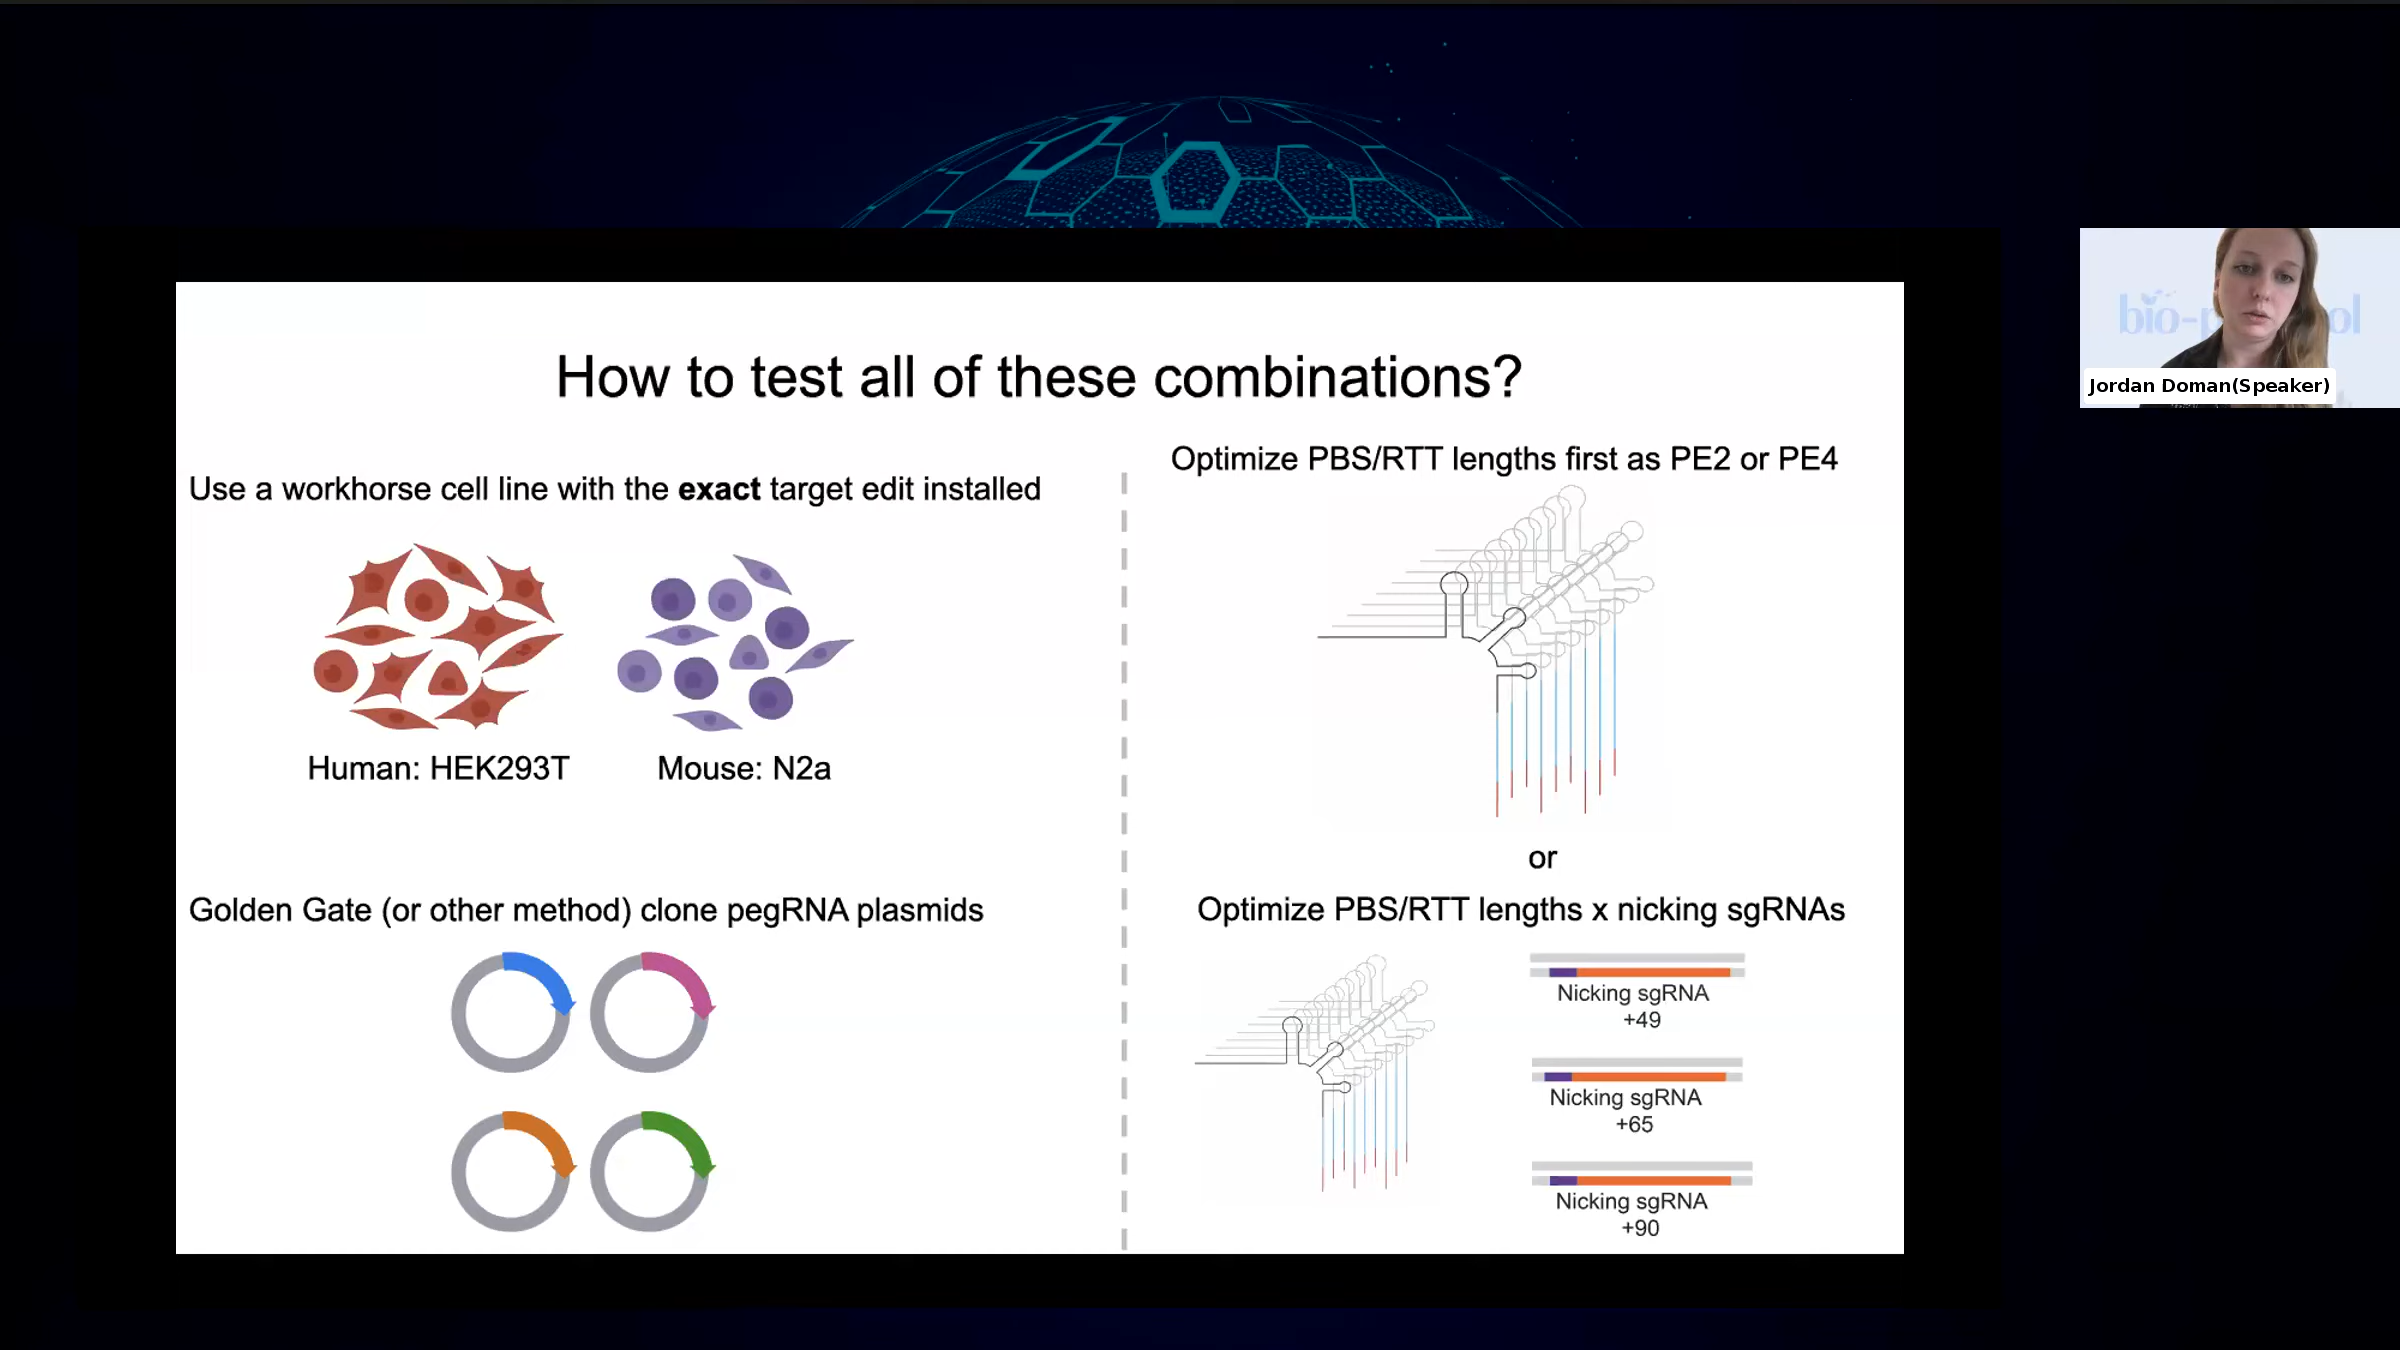 How to test all of these combinations?
Use a workhorse cell line with the exact target edit installed
Human: HEK293T
Mouse: N2a
Golden Gate (or other method) clone pegRNA plasmids
Optimize PBS/RTT lengths first as PE2 or PE4
or
Optimize PBS/RTT lengths x nicking sgRNAs
Nicking sgRNA
+49
Nicking sgRNA
+65
Nicking sgRNA
+90
bio-p ol
Jordan Doman(Speaker)